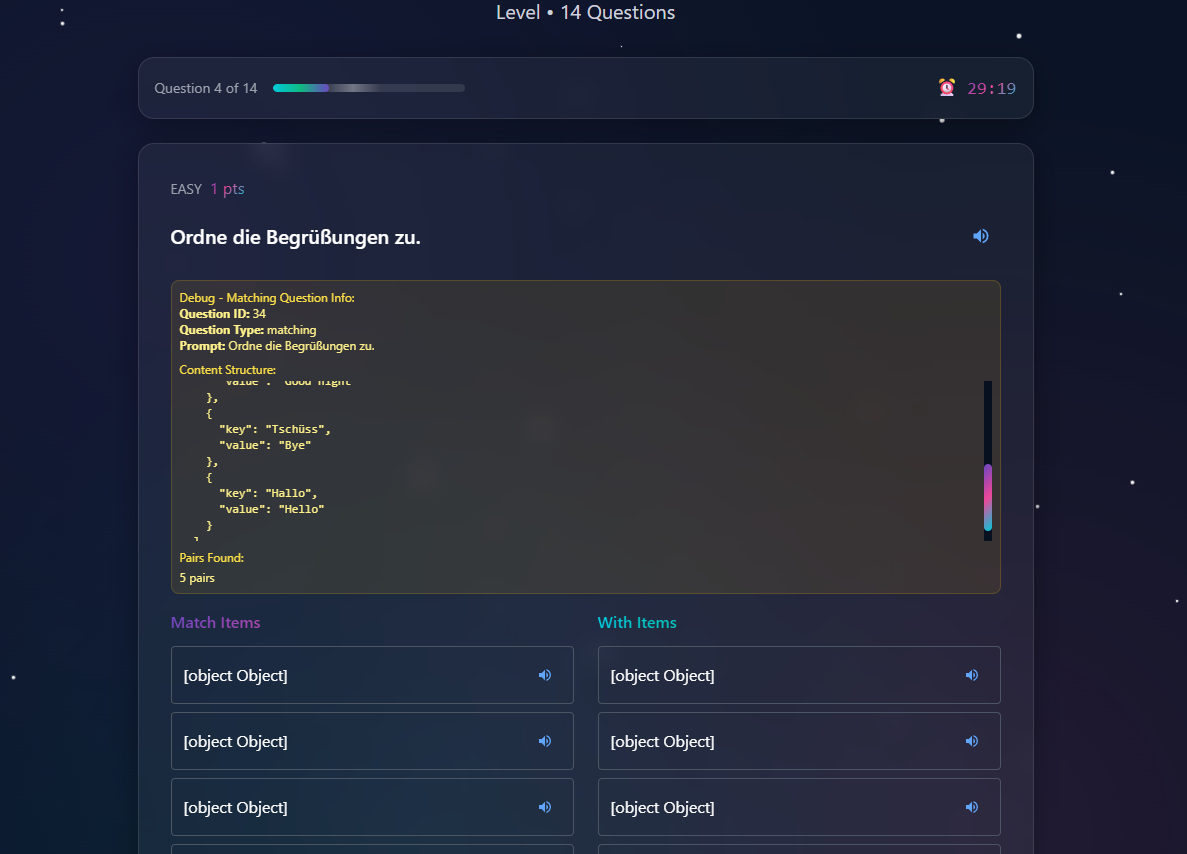 Level • 14 Questions
Question 4 of 14
29:19
EASY 1 pts
Ordne die Begrüßungen zu.
Debug - Matching Question Info:
Question ID: 34
Question Type: matching
Prompt: Ordne die Begrüßungen zu.
Content Structure:
"value": "Good night"
},
{
"key": "Tschüss",
"value": "Bye"
},
{
"key": "Hallo",
"value": "Hello"
}
]
Pairs Found:
5 pairs
Match Items
With Items
[object Object]
[object Object]
[object Object]
[object Object]
[object Object]
[object Object]